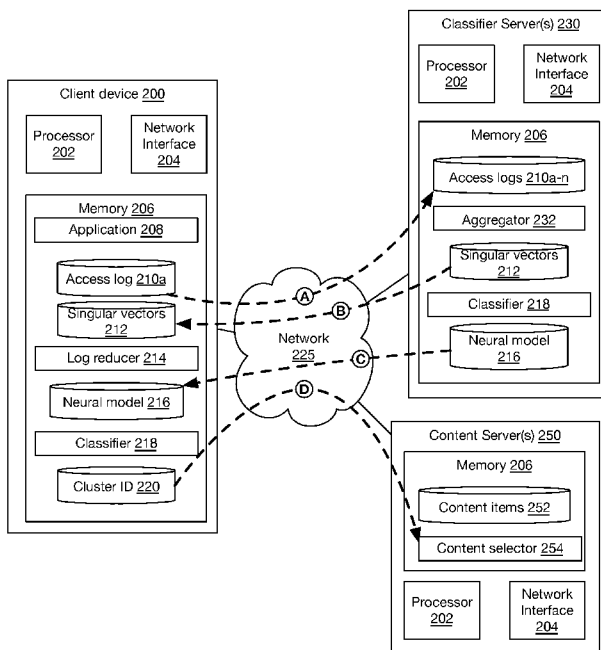 Client device 200
Processor
202
Network
Interface
204
Memory 206
Application 208
Access log 210a
Singular vectors
212
Log reducer 214
Neural model 216
Classifier 218
Cluster ID 220
A
B
Network
225
C
D
Classifier Server(s) 230
Processor
202
Network
Interface
204
Memory 206
Access logs 210a-n
Aggregator 232
Singular vectors
212
Classifier 218
Neural model
216
Content Server(s) 250
Memory 206
Content items 252
Content selector 254
Processor
202
Network
Interface
204